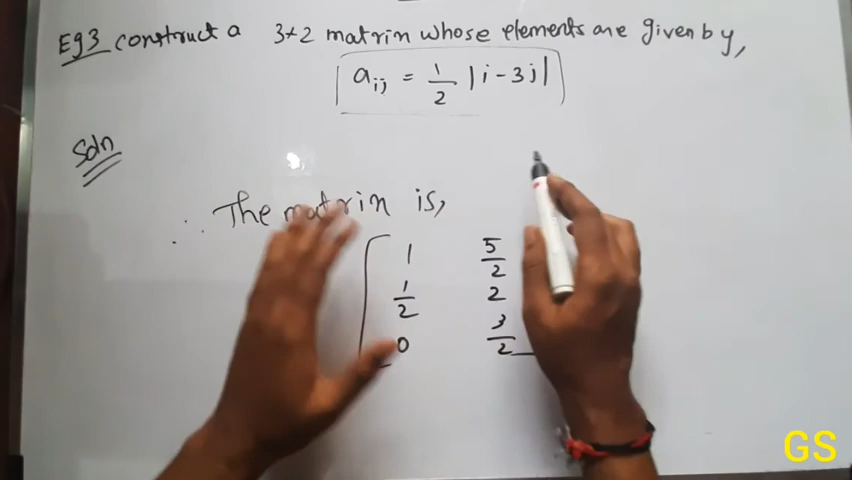 Eg3 construct a 3×2 matrix whose elements are given by,
aij = 1/2 |i - 3j|
Soln
∴ The matrix is,
1 5/2
1/2 2
0 3/2
GS